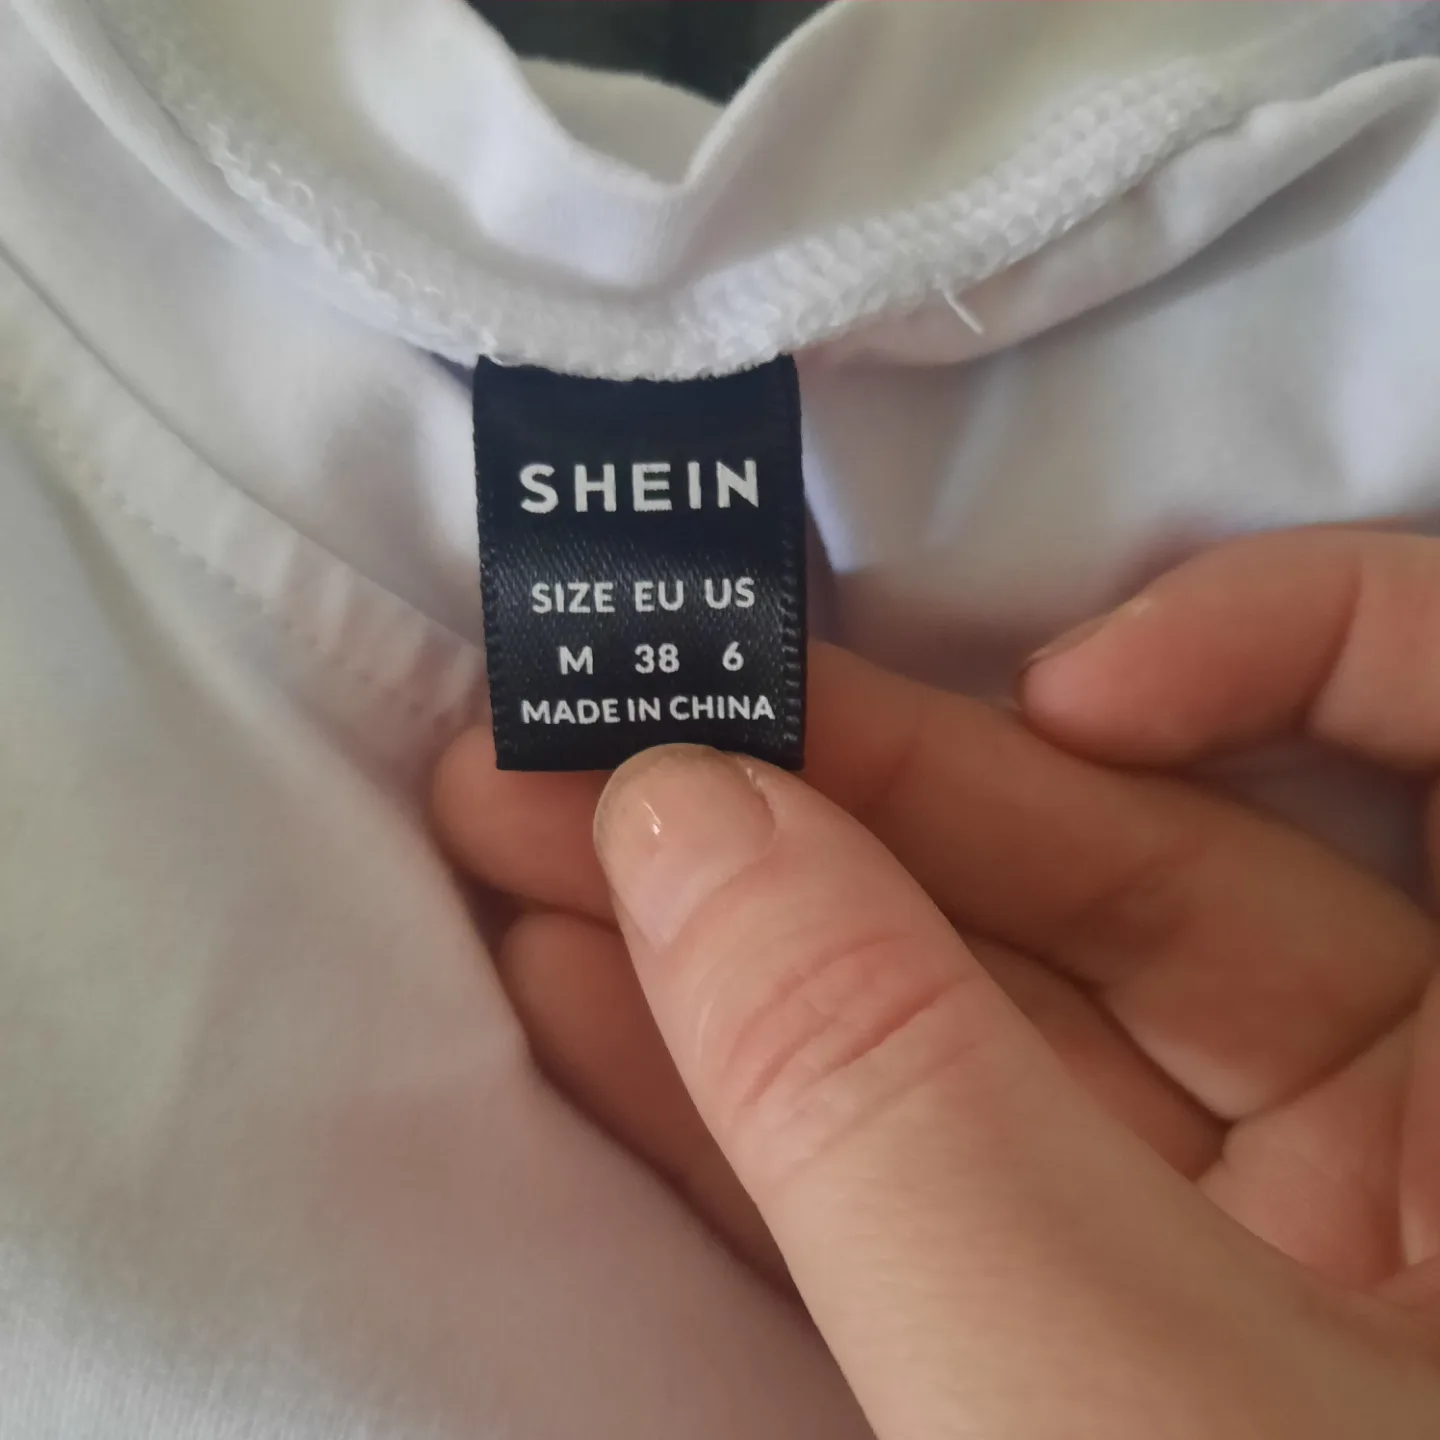 SHEIN
SIZE EU US
M 38 6
MADE IN CHINA